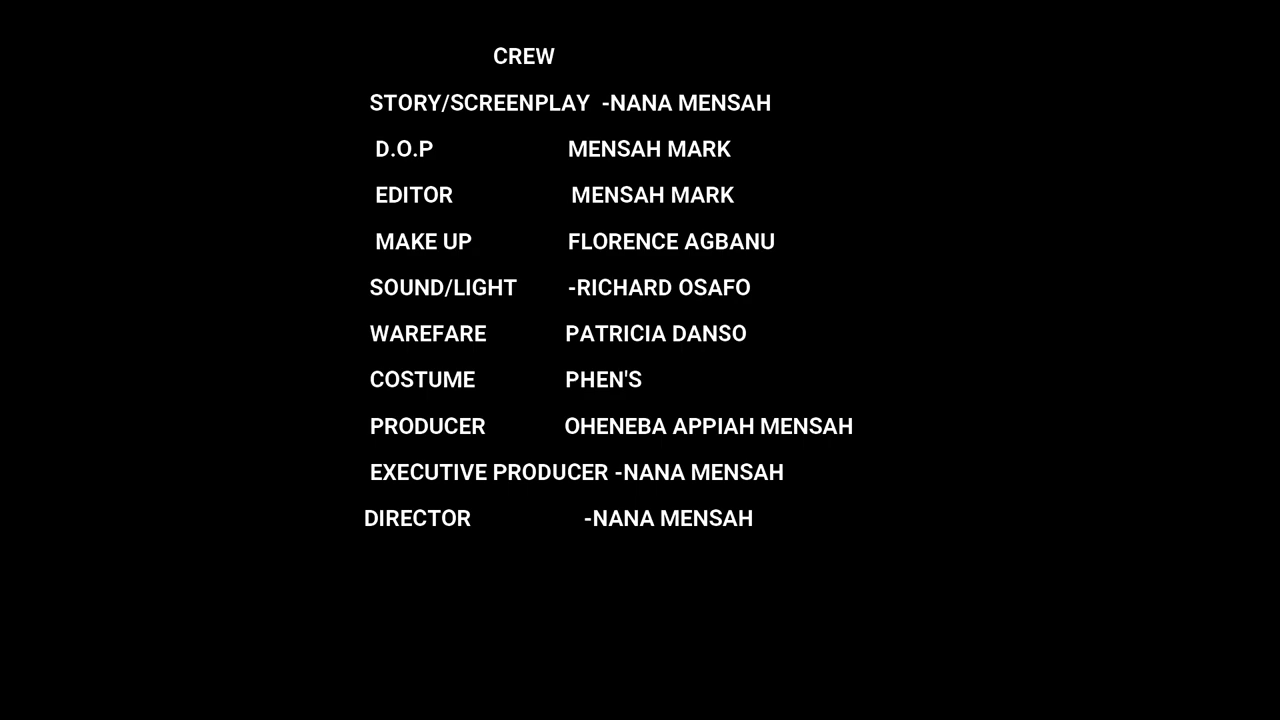 CREW
STORY/SCREENPLAY -NANA MENSAH
D.O.P MENSAH MARK
EDITOR MENSAH MARK
MAKE UP FLORENCE AGBANU
SOUND/LIGHT -RICHARD OSAFO
WAREFARE PATRICIA DANSO
COSTUME PHEN'S
PRODUCER OHENEBA APPIAH MENSAH
EXECUTIVE PRODUCER -NANA MENSAH
DIRECTOR -NANA MENSAH